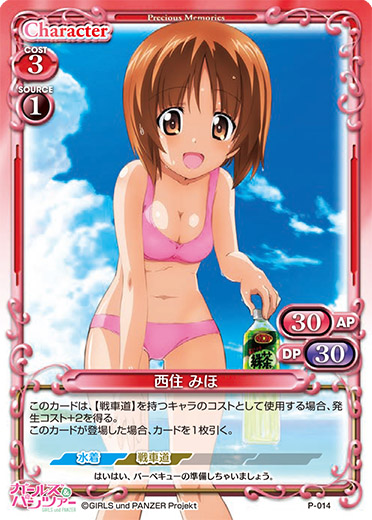 Precious Memories
Character
COST
3
SOURCE
1
緑茶
30 AP
DP 30
西住 みほ
このカードは、【戦車道】を持つキャラのコストとして使用する場合、発
生コスト+2を得る。
このカードが登場した場合、カードを1枚引く。
水着 戦車道
はいはい、バーベキューの準備しちゃいましょう。
ガールズ&パンツァー
GIRLS und PANZER
©GIRLS und PANZER Projekt
P-014